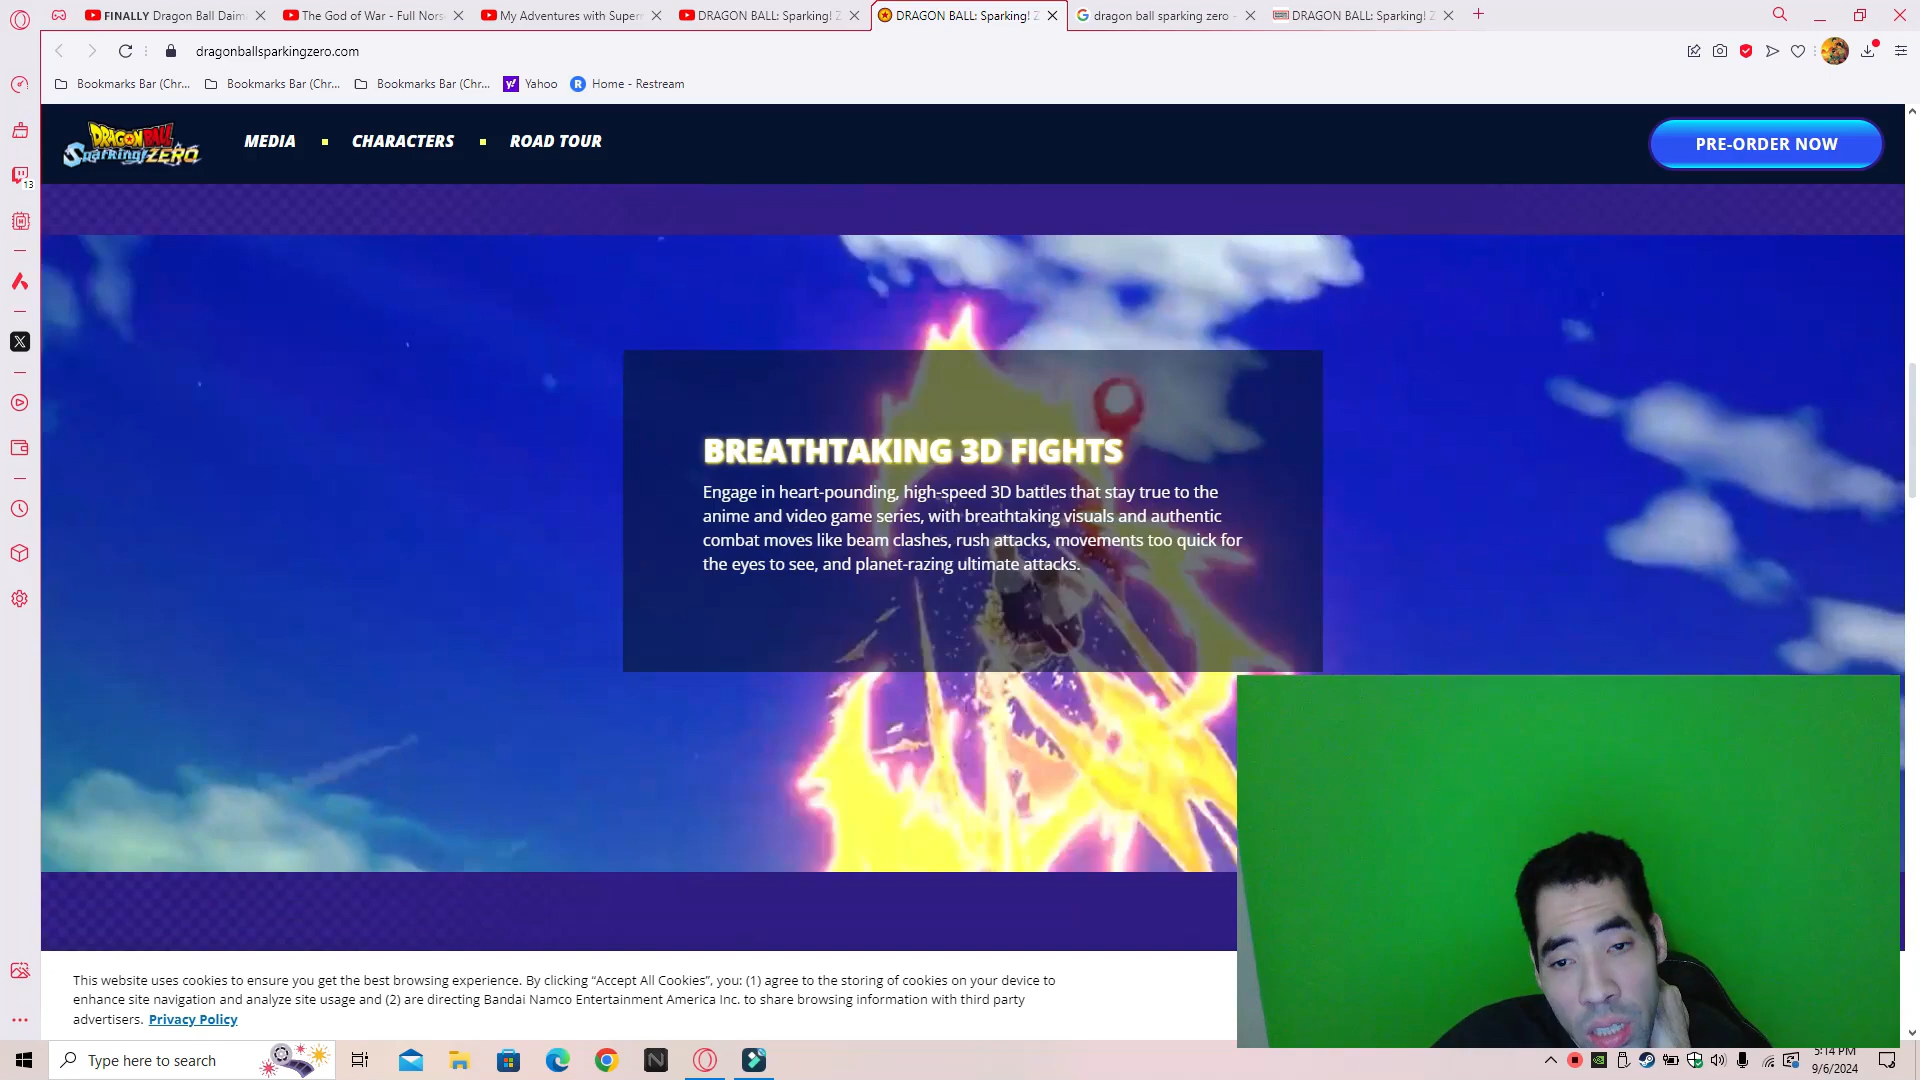 FINALLY Dragon Ball Daim
The God of War - Full Nors
My Adventures with Super
DRAGON BALL: Sparking! Z
DRAGON BALL: Sparking! Z
dragon ball sparking zero -
DRAGON BALL: Sparking! Z
dragonballsparkingzero.com
Bookmarks Bar (Chr...
Bookmarks Bar (Chr...
Bookmarks Bar (Chr...
Yahoo
Home - Restream
DRAGON BALL
Sparking! ZERO
MEDIA
CHARACTERS
ROAD TOUR
PRE-ORDER NOW
13
BREATHTAKING 3D FIGHTS
Engage in heart-pounding, high-speed 3D battles that stay true to the
anime and video game series, with breathtaking visuals and authentic
combat moves like beam clashes, rush attacks, movements too quick for
the eyes to see, and planet-razing ultimate attacks.
This website uses cookies to ensure you get the best browsing experience. By clicking “Accept All Cookies”, you: (1) agree to the storing of cookies on your device to
enhance site navigation and analyze site usage and (2) are directing Bandai Namco Entertainment America Inc. to share browsing information with third party
advertisers. Privacy Policy
Type here to search
5:14 PM
9/6/2024